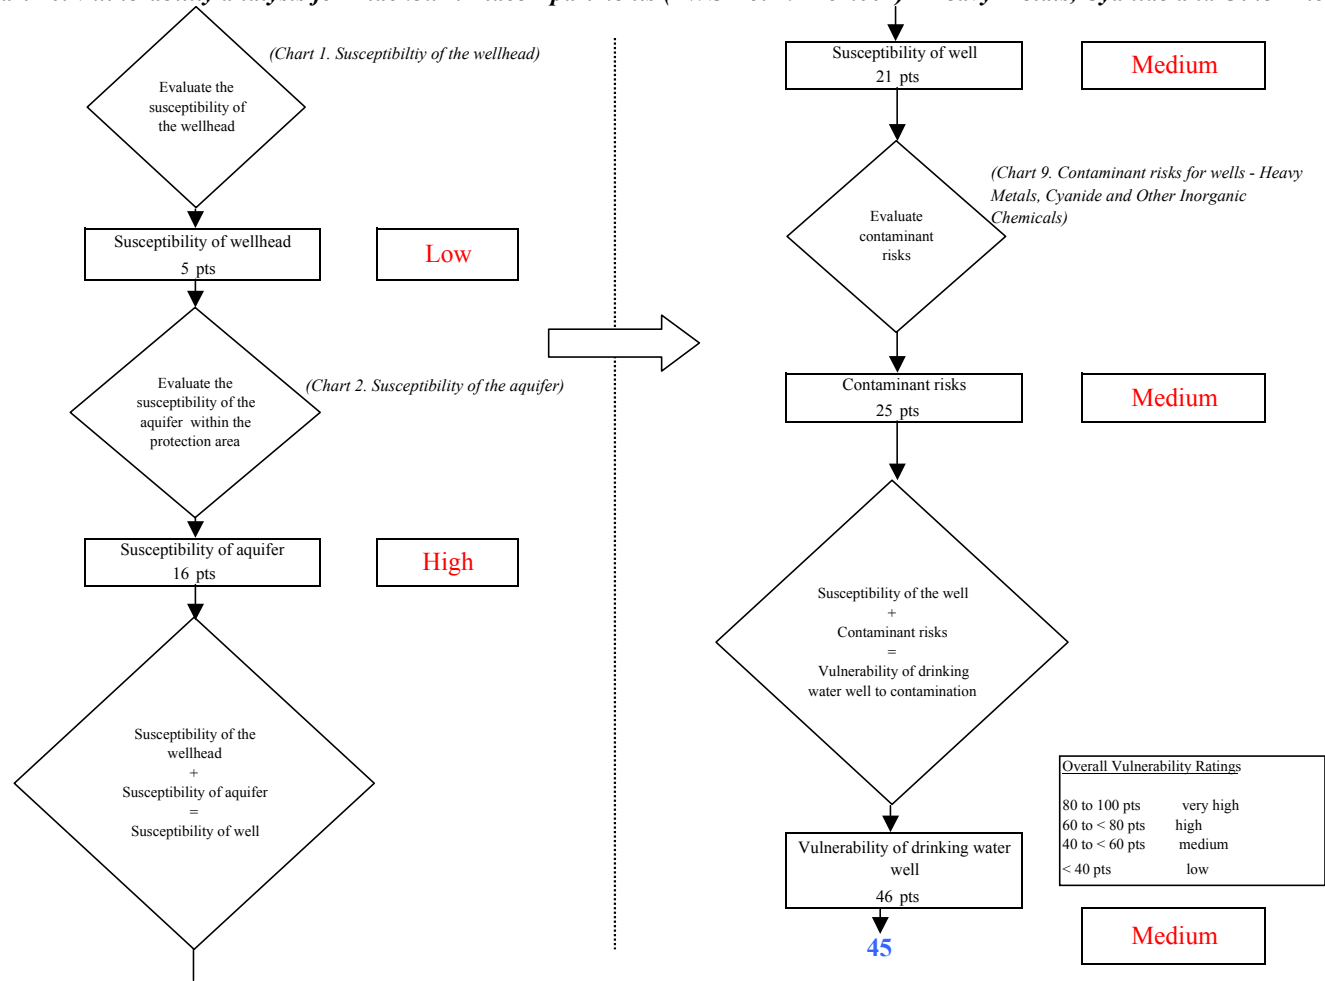 (Chart 1. Susceptibiltiy of the wellhead)
Evaluate the
susceptibility of
the wellhead
Susceptibility of wellhead
5 pts
Low
Evaluate the
susceptibility of the
aquifer within the
protection area
(Chart 2. Susceptibility of the aquifer)
Susceptibility of aquifer
16 pts
High
Susceptibility of the
wellhead
+
Susceptibility of aquifer
=
Susceptibility of well
Susceptibility of well
21 pts
Medium
Evaluate
contaminant
risks
(Chart 9. Contaminant risks for wells - Heavy
Metals, Cyanide and Other Inorganic
Chemicals)
Contaminant risks
25 pts
Medium
Susceptibility of the well
+
Contaminant risks
=
Vulnerability of drinking
water well to contamination
Overall Vulnerability Ratings
80 to 100 pts very high
60 to < 80 pts high
40 to < 60 pts medium
< 40 pts low
Vulnerability of drinking water
well
46 pts
45
Medium